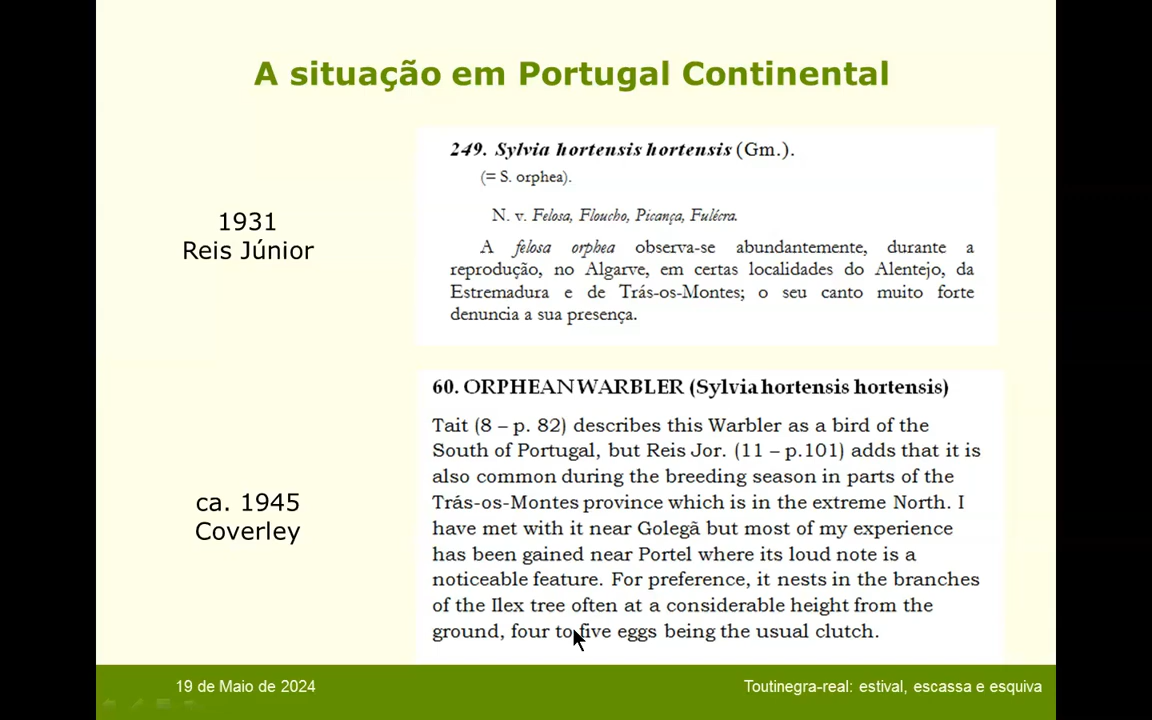 A situação em Portugal Continental
1931
Reis Júnior
249. Sylvia hortensis hortensis (Gm.).
(= S. orphea).
N. v. Felosa, Floucho, Picança, Fulécra.
A felosa orphea observa-se abundantemente, durante a
reprodução, no Algarve, em certas localidades do Alentejo, da
Estremadura e de Trás-os-Montes; o seu canto muito forte
denuncia a sua presença.
ca. 1945
Coverley
60. ORPHEAN WARBLER (Sylvia hortensis hortensis)
Tait (8 – p. 82) describes this Warbler as a bird of the
South of Portugal, but Reis Jor. (11 – p.101) adds that it is
also common during the breeding season in parts of the
Trás-os-Montes province which is in the extreme North. I
have met with it near Golegã but most of my experience
has been gained near Portel where its loud note is a
noticeable feature. For preference, it nests in the branches
of the Ilex tree often at a considerable height from the
ground, four to five eggs being the usual clutch.
19 de Maio de 2024
Toutinegra-real: estival, escassa e esquiva